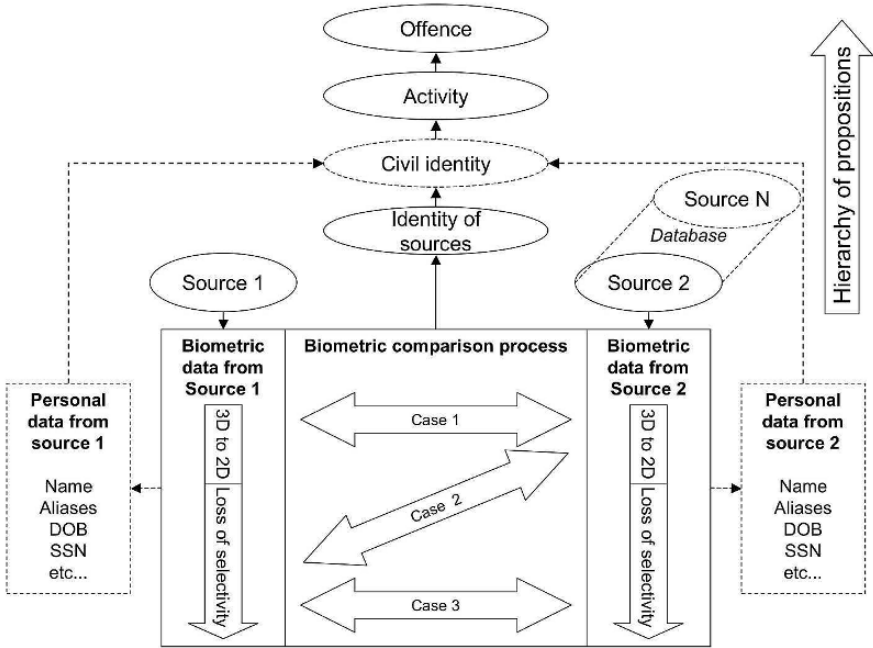 Offence
Activity
Civil identity
Identity of
sources
Source N
Database
Source 1
Source 2
Hierarchy of propositions
Biometric
data from
Source 1
Biometric comparison process
Biometric
data from
Source 2
Personal
data from
source 1
Name
Aliases
DOB
SSN
etc...
3D to 2D
Loss of selectivity
Case 1
Case 2
Case 3
3D to 2D
Loss of selectivity
Personal
data from
source 2
Name
Aliases
DOB
SSN
etc...